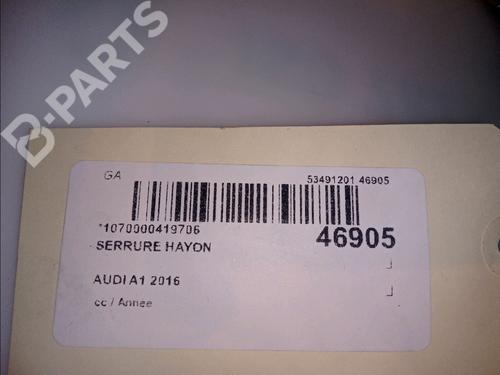 B-PARTS
GA
53491201 46905
*1070000419706
46905
SERRURE HAYON
AUDI A1 2016
cc / Annee